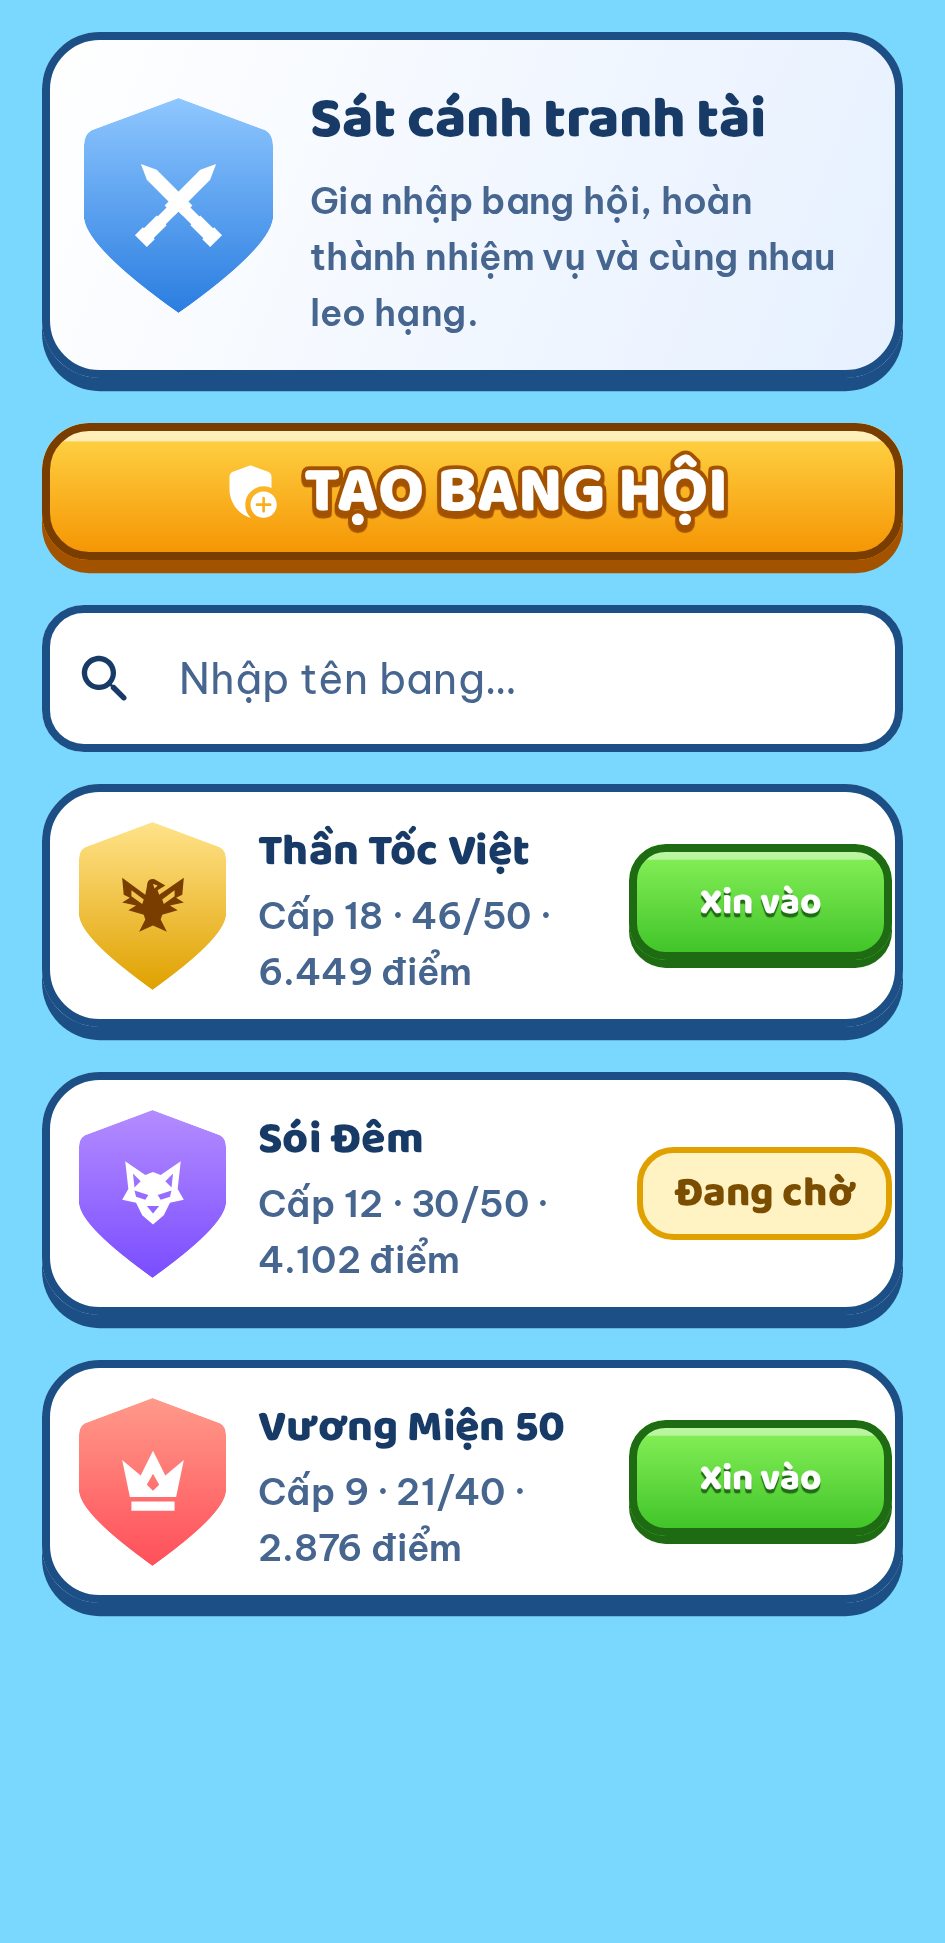 Sát cánh tranh tài
Gia nhập bang hội, hoàn
thành nhiệm vụ và cùng nhau
leo hạng.
TẠO BANG HỘI
Nhập tên bang...
Thần Tốc Việt
Cấp 18 · 46/50 ·
6.449 điểm
Xin vào
Sói Đêm
Cấp 12 · 30/50 ·
4.102 điểm
Đang chờ
Vương Miện 50
Cấp 9 · 21/40 ·
2.876 điểm
Xin vào